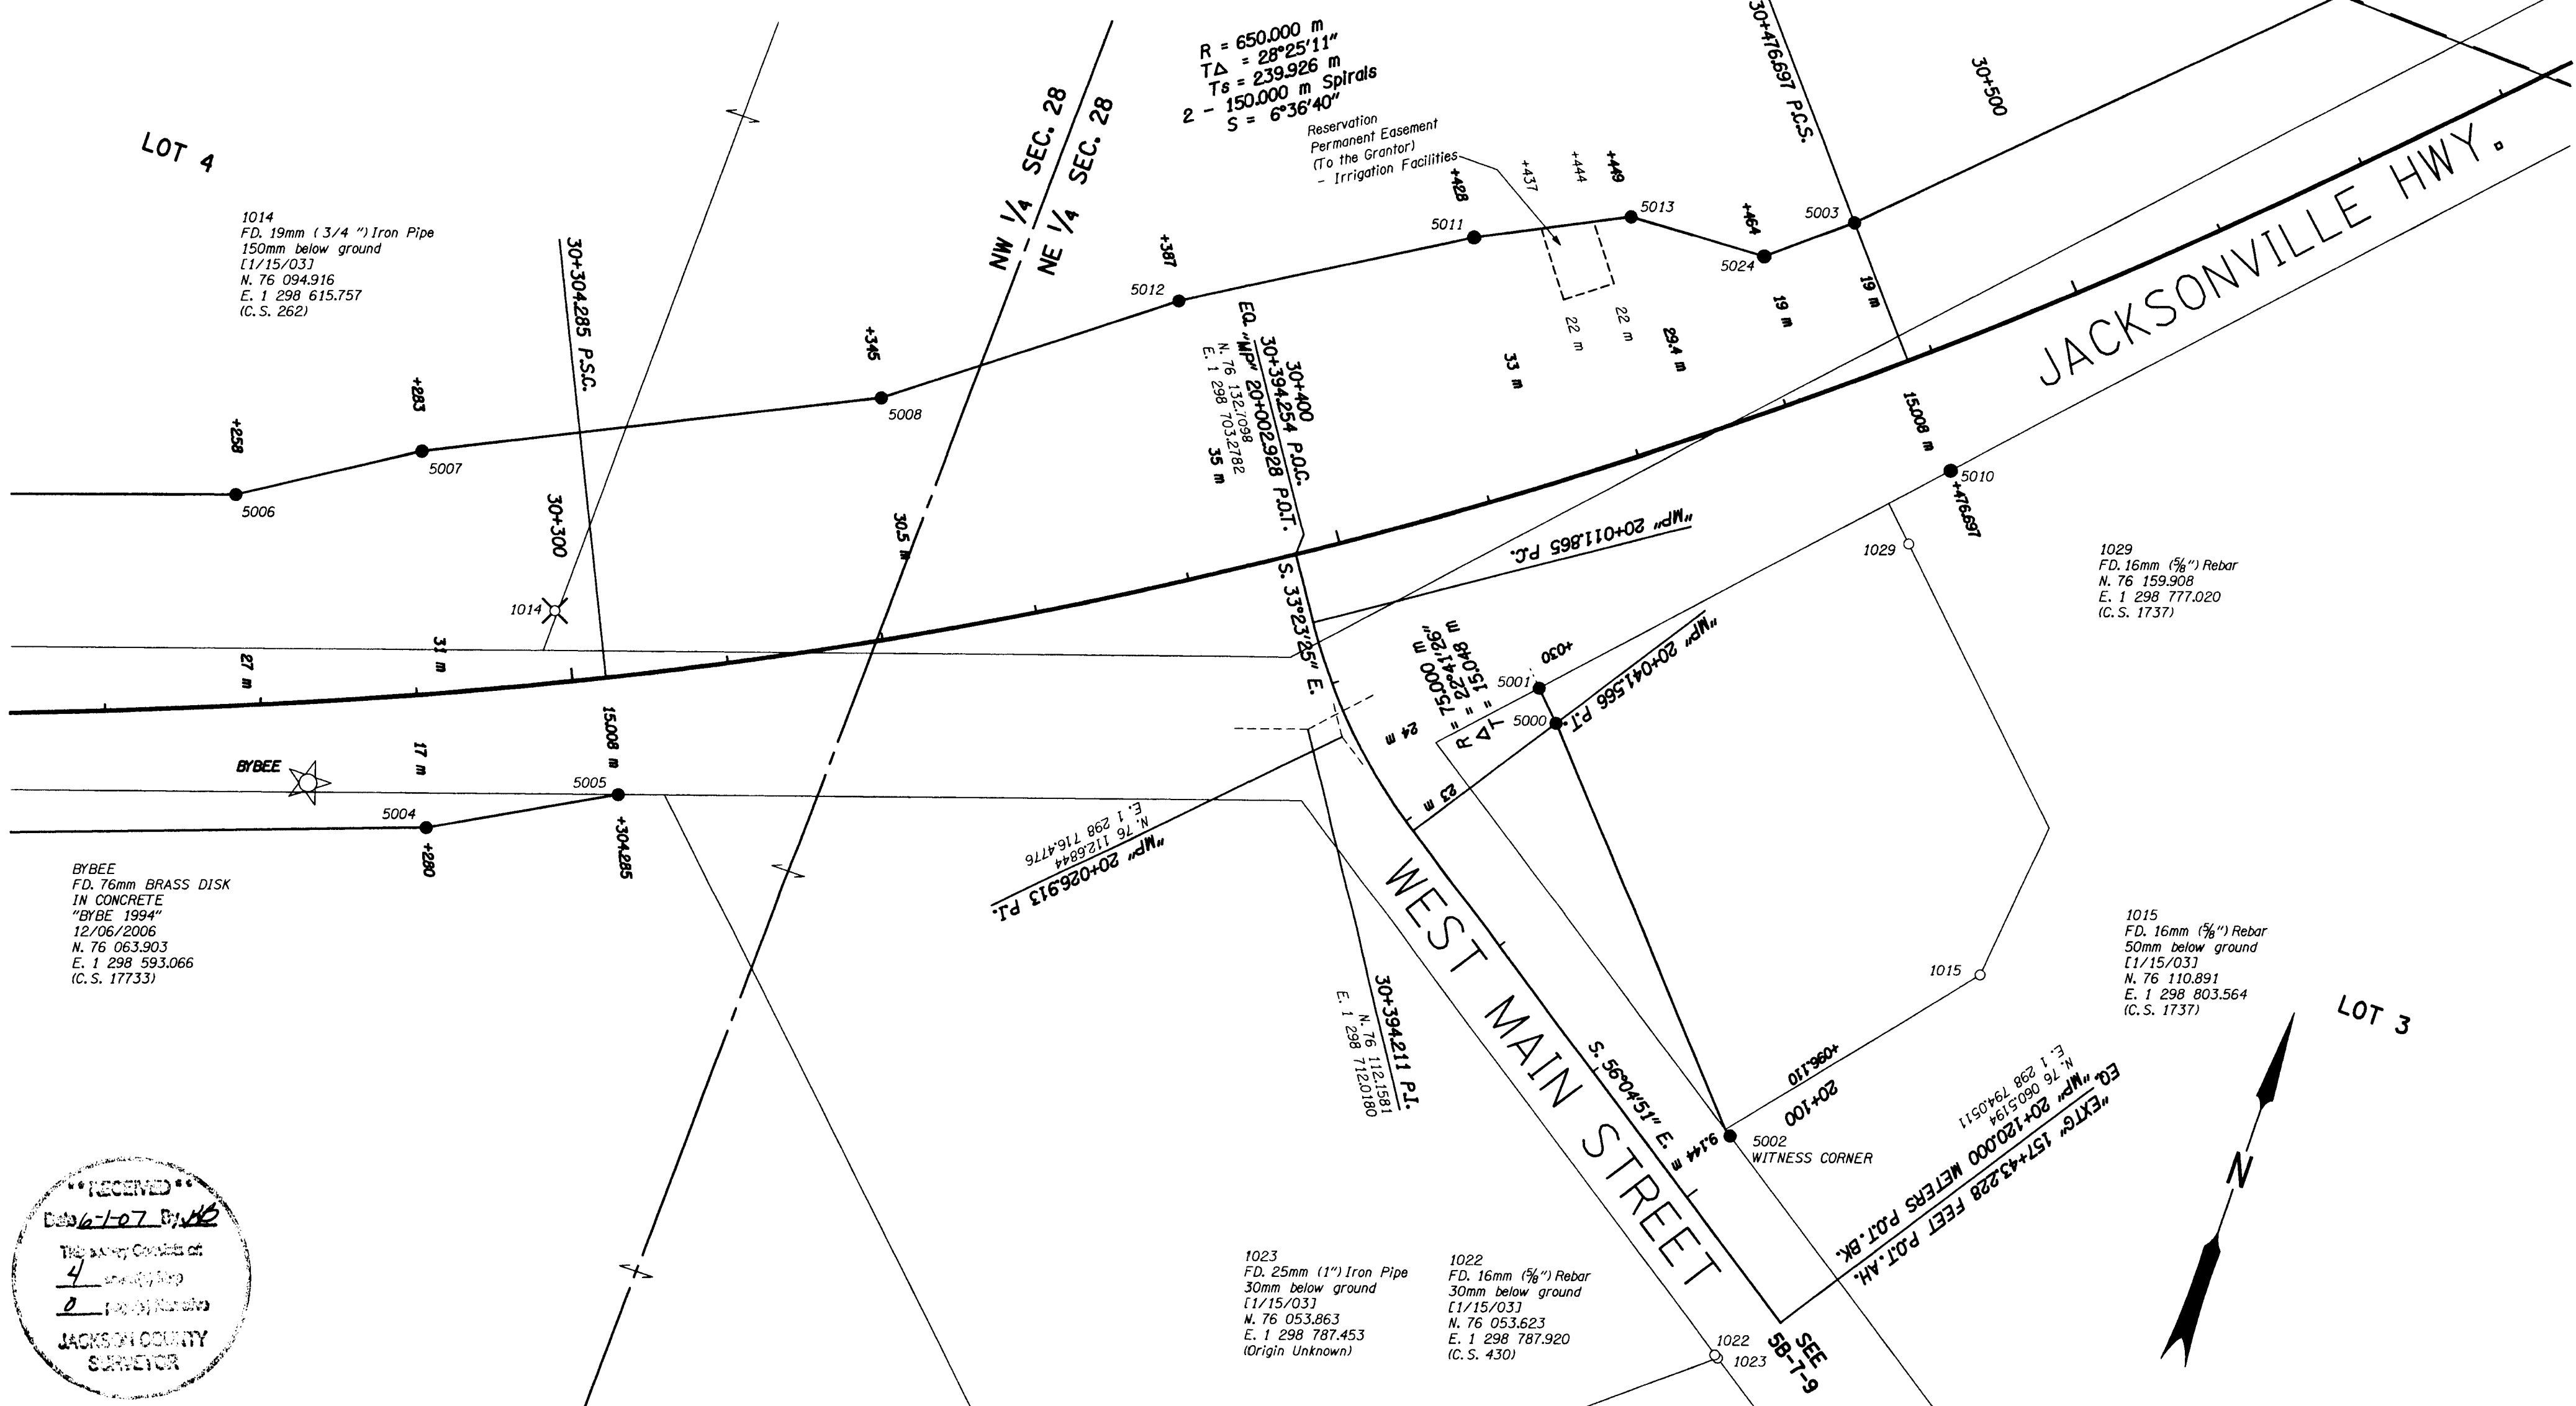 LOT 4
1014
FD. 19mm ( 3/4 ") Iron Pipe
150mm below ground
[1/15/03]
N. 76 094.916
E. 1 298 615.757
(C.S. 262)
R = 650.000 m
T∆ = 28°25'11"
Ts = 239.926 m
2 - 150.000 m Spirals
S = 6°36'40"
Reservation
Permanent Easement
(To the Grantor)
- Irrigation Facilities
NW 1/4 SEC. 28
NE 1/4 SEC. 28
30+476.697 P.C.S.
30+500
JACKSONVILLE HWY.
+258
5006
+283
5007
30+304.285 P.S.C.
30+300
+345
5008
+387
5012
+428
5011
+437
+444
+449
5013
+464
5024
5003
19 m
19 m
29.4 m
22 m
22 m
33 m
30+400
30+394.254 P.O.C.
EQ. "MP" 20+002.928 P.O.T.
N. 76 132.7098
E. 1 298 703.2782
35 m
30.5 m
1014
31 m
27 m
15.008 m
17 m
BYBEE
5005
5004
+280
+304.285
15.008 m
5010
+476.697
1029
1029
FD. 16mm (5/8") Rebar
N. 76 159.908
E. 1 298 777.020
(C.S. 1737)
S. 33°23'25" E.
"MP" 20+011.865 P.C.
R = 75.000 m
∆ = 22°41'26"
T = 15.048 m
+030
5001
5000
"MP" 20+041.566 P.T.
24 m
23 m
"MP" 20+026.913 P.I.
N. 76 112.6844
E. 1 298 716.4776
30+394.211 P.I.
N. 76 112.1581
E. 1 298 712.0180
BYBEE
FD. 76mm BRASS DISK
IN CONCRETE
"BYBE 1994"
12/06/2006
N. 76 063.903
E. 1 298 593.066
(C.S. 17733)
WEST MAIN STREET
S. 56°04'51" E.
1015
1015
FD. 16mm (5/8") Rebar
50mm below ground
[1/15/03]
N. 76 110.891
E. 1 298 803.564
(C.S. 1737)
LOT 3
+096.110
20+100
9.144 m
5002
WITNESS CORNER
"EXTG" 157+43.228 FEET P.O.T. AH.
EQ. "MP" 20+120.000 METERS P.O.T. BK.
N. 76 060.5194
E. 1 298 794.0511
N
1023
FD. 25mm (1") Iron Pipe
30mm below ground
[1/15/03]
N. 76 053.863
E. 1 298 787.453
(Origin Unknown)
1022
FD. 16mm (5/8") Rebar
30mm below ground
[1/15/03]
N. 76 053.623
E. 1 298 787.920
(C.S. 430)
1022
1023
SEE
5B-7-9
* * RECEIVED * *
Date 6-1-07 By
This survey Consists of:
4 sheet(s) Map
0 page(s) Narrative
JACKSON COUNTY
SURVEYOR